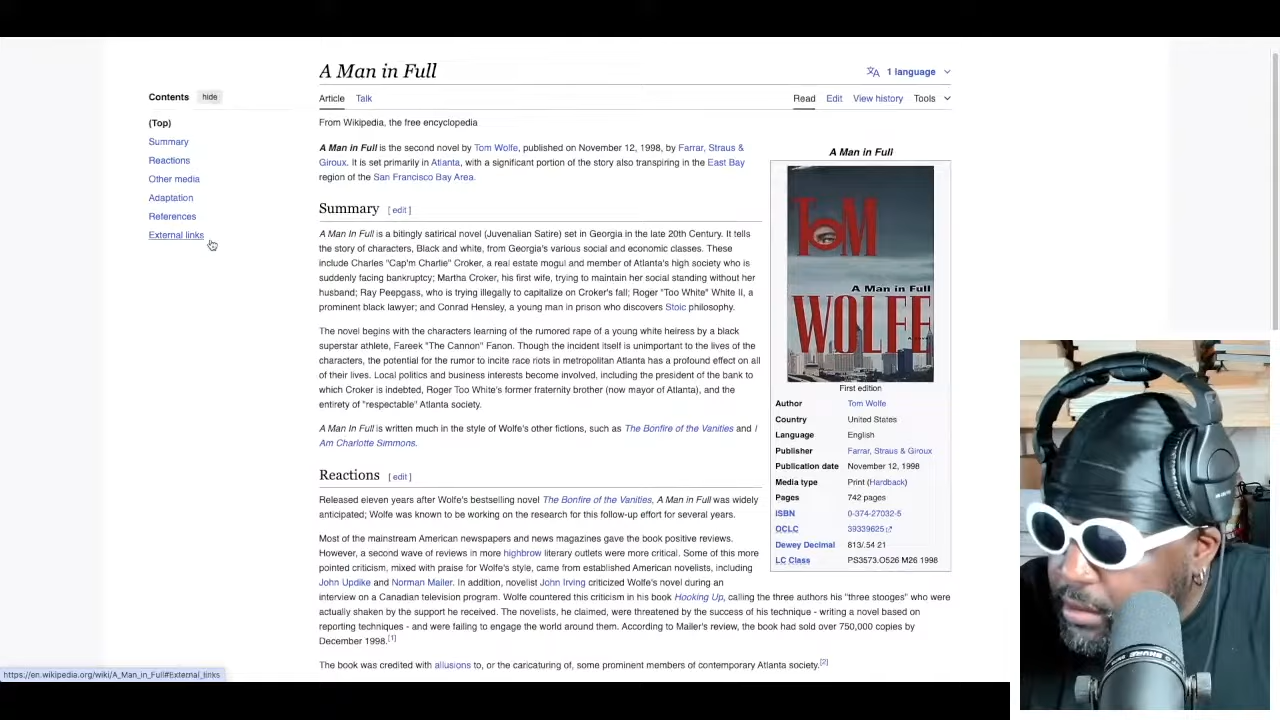 A Man in Full
1 language
Contents hide
Article Talk
Read Edit View history Tools
(Top)
Summary
Reactions
Other media
Adaptation
References
External links
From Wikipedia, the free encyclopedia
A Man in Full is the second novel by Tom Wolfe, published on November 12, 1998, by Farrar, Straus &
Giroux. It is set primarily in Atlanta, with a significant portion of the story also transpiring in the East Bay
region of the San Francisco Bay Area.
Summary [ edit ]
A Man In Full is a bitingly satirical novel (Juvenalian Satire) set in Georgia in the late 20th Century. It tells
the story of characters, Black and white, from Georgia's various social and economic classes. These
include Charles "Cap'm Charlie" Croker, a real estate mogul and member of Atlanta's high society who is
suddenly facing bankruptcy; Martha Croker, his first wife, trying to maintain her social standing without her
husband; Ray Peepgass, who is trying illegally to capitalize on Croker's fall; Roger "Too White" White II, a
prominent black lawyer; and Conrad Hensley, a young man in prison who discovers Stoic philosophy.
The novel begins with the characters learning of the rumored rape of a young white heiress by a black
superstar athlete, Fareek "The Cannon" Fanon. Though the incident itself is unimportant to the lives of the
characters, the potential for the rumor to incite race riots in metropolitan Atlanta has a profound effect on all
of their lives. Local politics and business interests become involved, including the president of the bank to
which Croker is indebted, Roger Too White's former fraternity brother (now mayor of Atlanta), and the
entirety of "respectable" Atlanta society.
A Man In Full is written much in the style of Wolfe's other fictions, such as The Bonfire of the Vanities and I
Am Charlotte Simmons.
Reactions [ edit ]
Released eleven years after Wolfe's bestselling novel The Bonfire of the Vanities, A Man in Full was widely
anticipated; Wolfe was known to be working on the research for this follow-up effort for several years.
Most of the mainstream American newspapers and news magazines gave the book positive reviews.
However, a second wave of reviews in more highbrow literary outlets were more critical. Some of this more
pointed criticism, mixed with praise for Wolfe's style, came from established American novelists, including
John Updike and Norman Mailer. In addition, novelist John Irving criticized Wolfe's novel during an
interview on a Canadian television program. Wolfe countered this criticism in his book Hooking Up, calling the three authors his "three stooges" who were
actually shaken by the support he received. The novelists, he claimed, were threatened by the success of his technique - writing a novel based on
reporting techniques - and were failing to engage the world around them. According to Mailer's review, the book had sold over 750,000 copies by
December 1998.[1]
The book was credited with allusions to, or the caricaturing of, some prominent members of contemporary Atlanta society.[2]
A Man in Full
TOM
A Man in Full
WOLFE
First edition
Author Tom Wolfe
Country United States
Language English
Publisher Farrar, Straus & Giroux
Publication date November 12, 1998
Media type Print (Hardback)
Pages 742 pages
ISBN 0-374-27032-5
OCLC 39339625
Dewey Decimal 813/.54 21
LC Class PS3573.O526 M26 1998
https://en.wikipedia.org/wiki/A_Man_in_Full#External_links